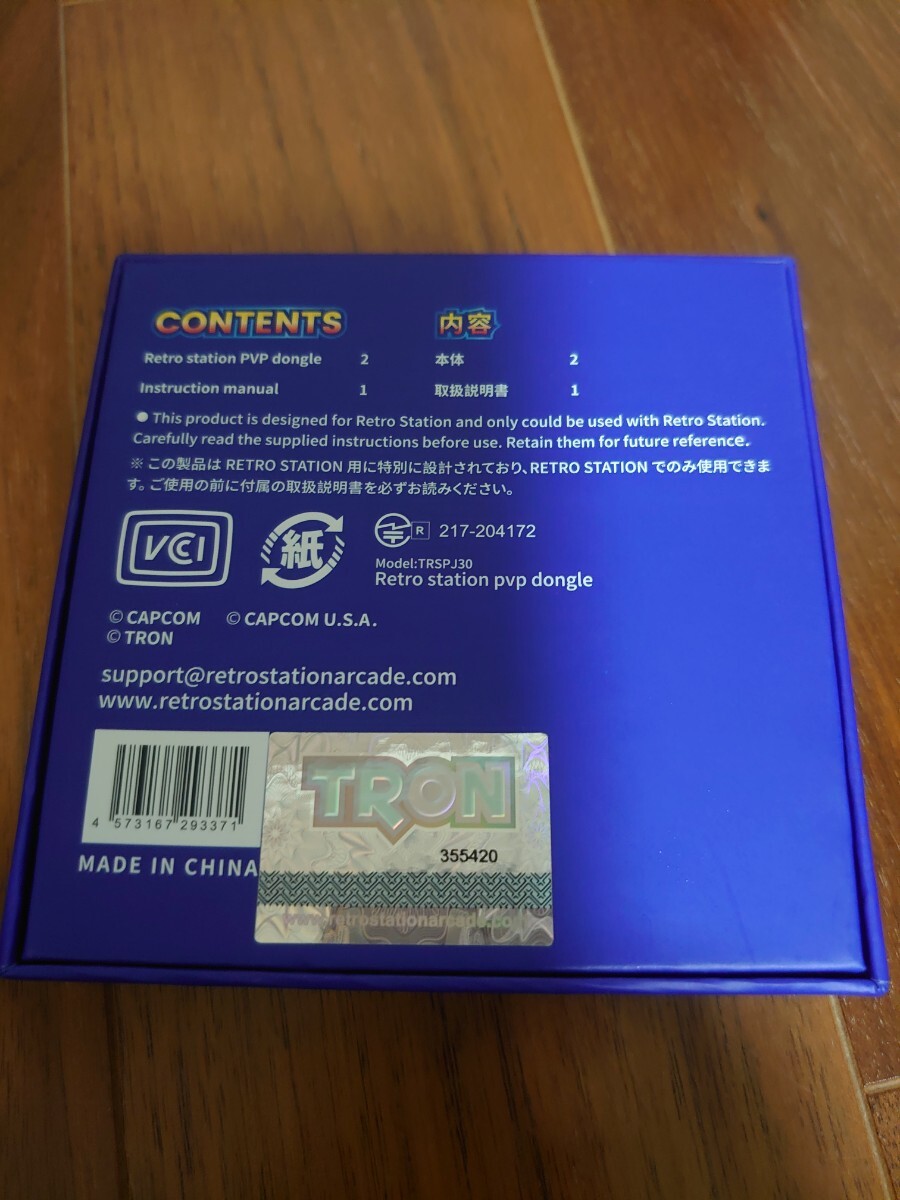 CONTENTS 内容
Retro station PVP dongle 2 本体 2
Instruction manual 1 取扱説明書 1
● This product is designed for Retro Station and only could be used with Retro Station.
Carefully read the supplied instructions before use. Retain them for future reference.
※ この製品は RETRO STATION 用に特別に設計されており、RETRO STATION でのみ使用できま
す。ご使用の前に付属の取扱説明書を必ずお読みください。
VCCI 紙 R 217-204172
Model:TRSPJ30
Retro station pvp dongle
© CAPCOM © CAPCOM U.S.A.
© TRON
support@retrostationarcade.com
www.retrostationarcade.com
TRON
355420
4 573167 293371
MADE IN CHINA
www.retrostationarcade.com